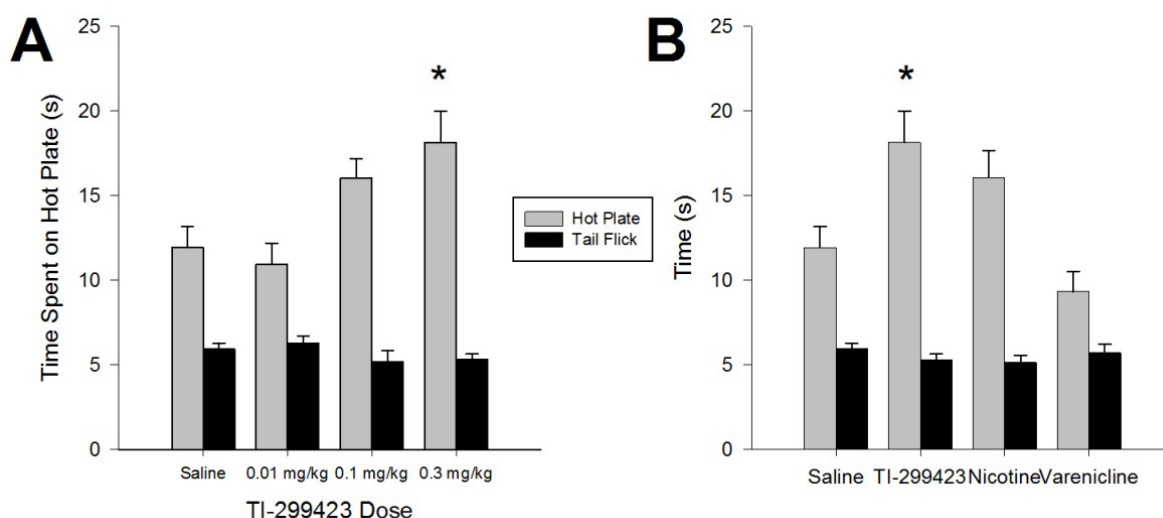 A
Time Spent on Hot Plate (s)
25
20
15
10
5
0
*
Saline 0.01 mg/kg 0.1 mg/kg 0.3 mg/kg
TI-299423 Dose
Hot Plate
Tail Flick
B
Time (s)
25
20
15
10
5
0
*
Saline TI-299423 Nicotine Varenicline